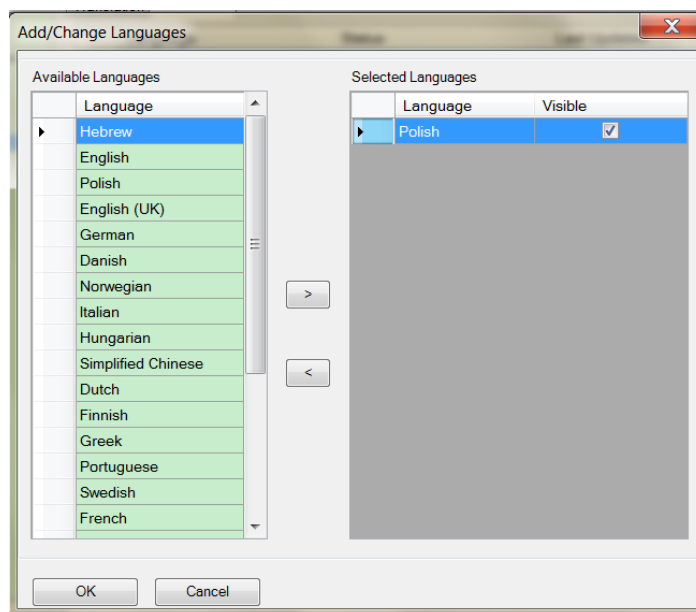 Add/Change Languages
Available Languages
Language
Hebrew
English
Polish
English (UK)
German
Danish
Norwegian
Italian
Hungarian
Simplified Chinese
Dutch
Finnish
Greek
Portuguese
Swedish
French
>
<
Selected Languages
Language Visible
Polish
OK Cancel